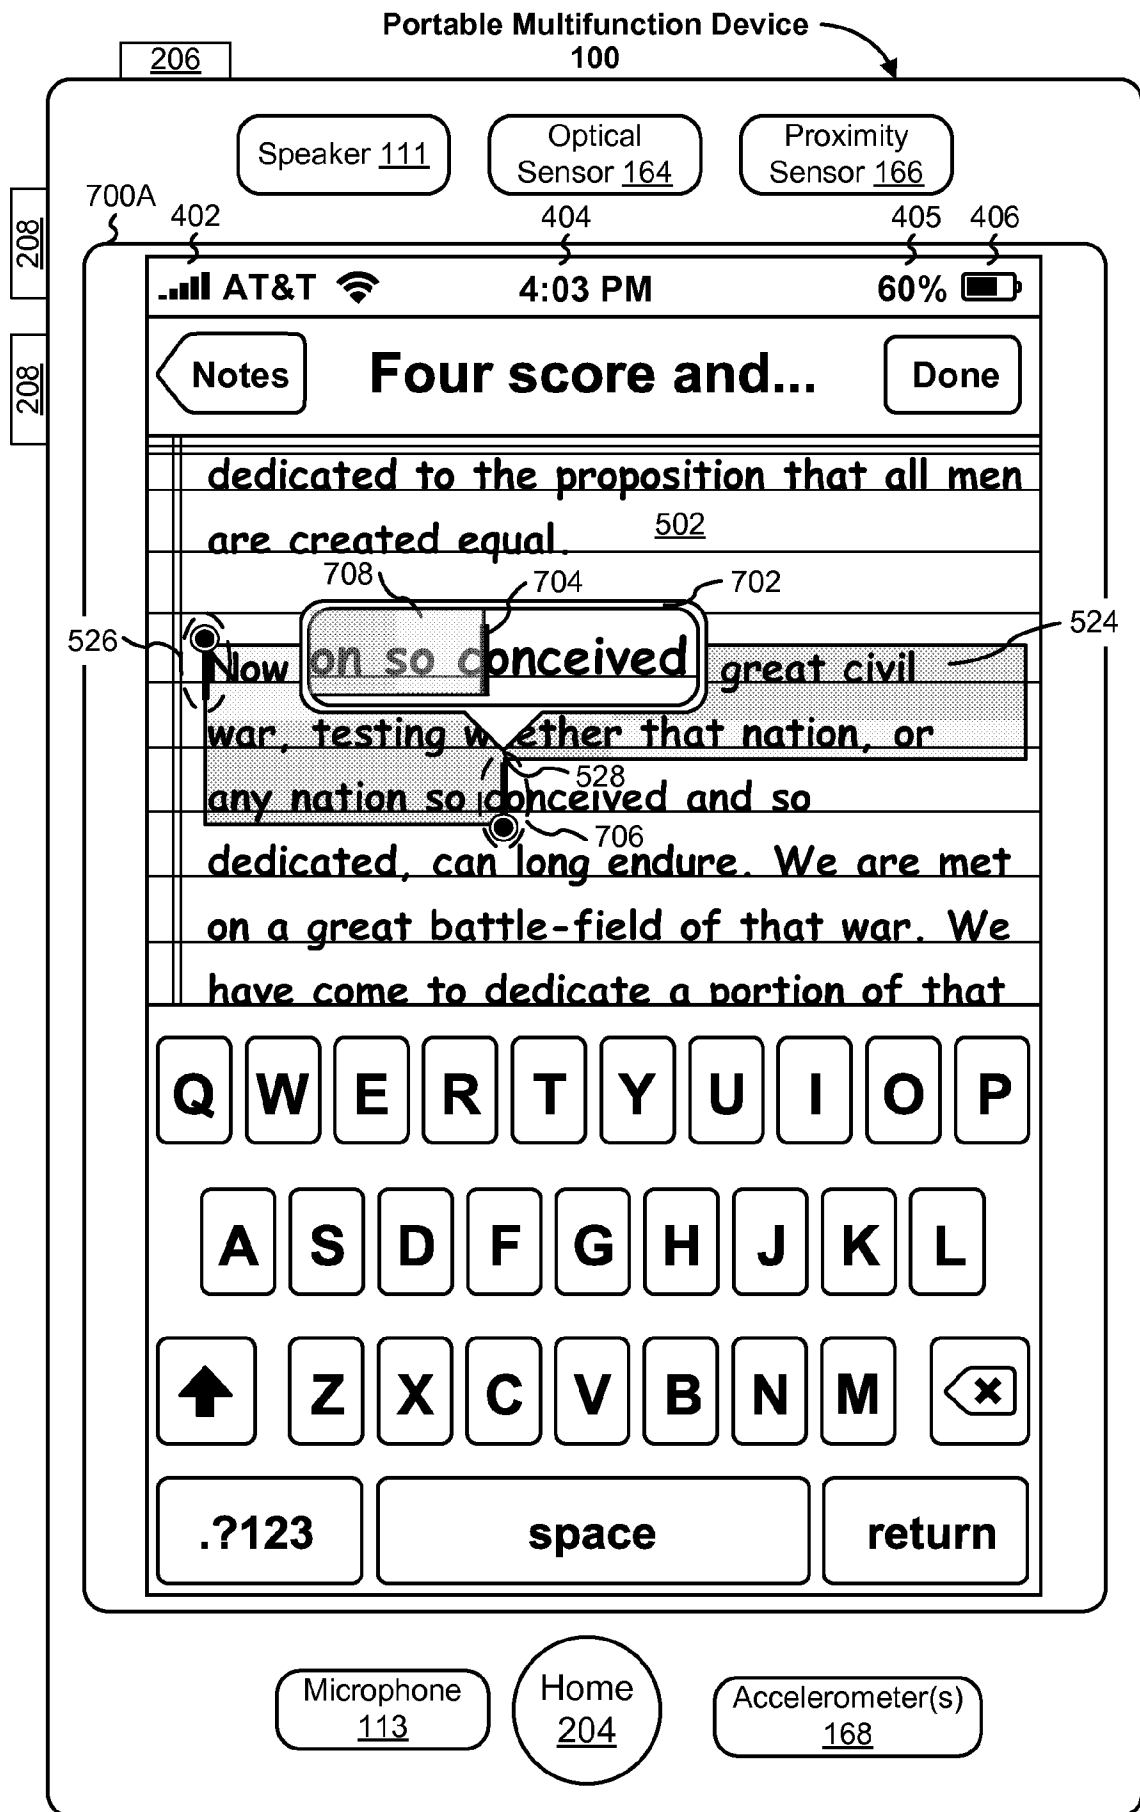 Portable Multifunction Device
100
206
Speaker 111
Optical
Sensor 164
Proximity
Sensor 166
208
208
700A
402
404
405
406
AT&T
4:03 PM
60%
Notes
Four score and...
Done
dedicated to the proposition that all men
are created equal.
502
708
704
702
526
524
on so conceived
Now
great civil
war, testing whether that nation, or
528
any nation so conceived and so
706
dedicated, can long endure. We are met
on a great battle-field of that war. We
have come to dedicate a portion of that
Q W E R T Y U I O P
A S D F G H J K L
Z X C V B N M
.?123 space return
Microphone
113
Home
204
Accelerometer(s)
168